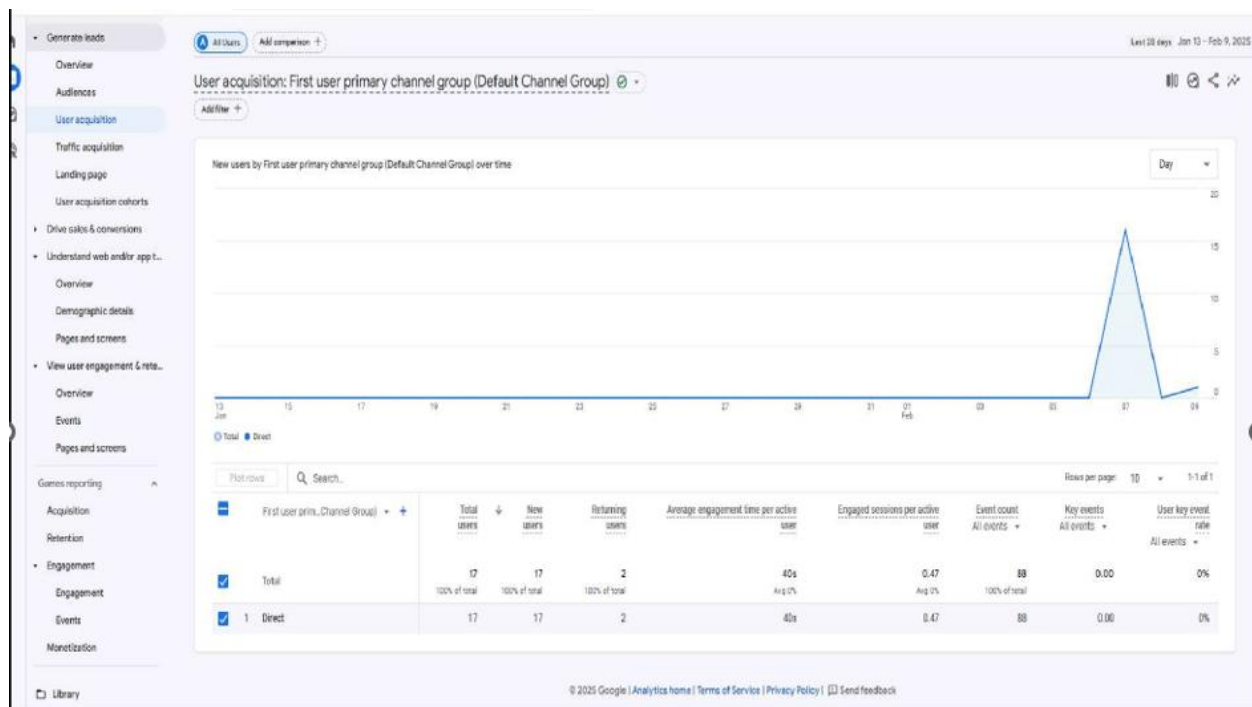 Generate leads
Overview
Audiences
User acquisition
Traffic acquisition
Landing page
User acquisition cohorts
Drive sales & conversions
Understand web and/or app t...
Overview
Demographic details
Pages and screens
View user engagement & rete...
Overview
Events
Pages and screens
Games reporting
Acquisition
Retention
Engagement
Engagement
Events
Monetization
Library
A All Users Add comparison +
Last 28 days Jan 13 - Feb 9, 2025
User acquisition: First user primary channel group (Default Channel Group)
Add filter +
New users by First user primary channel group (Default Channel Group) over time
Day
20
15
10
5
0
13 15 17 19 21 23 25 27 29 31 01 03 05 07 09
Jan Feb
Total Direct
Plot rows Search... Rows per page: 10 1-1 of 1
First user prim...Channel Group) + Total users New users Returning users Average engagement time per active user Engaged sessions per active user Event count All events Key events All events User key event rate All events
Total 17 17 2 40s 0.47 88 0.00 0%
100% of total 100% of total 100% of total Avg 0% Avg 0% 100% of total
1 Direct 17 17 2 40s 0.47 88 0.00 0%
© 2025 Google | Analytics home | Terms of Service | Privacy Policy | Send feedback